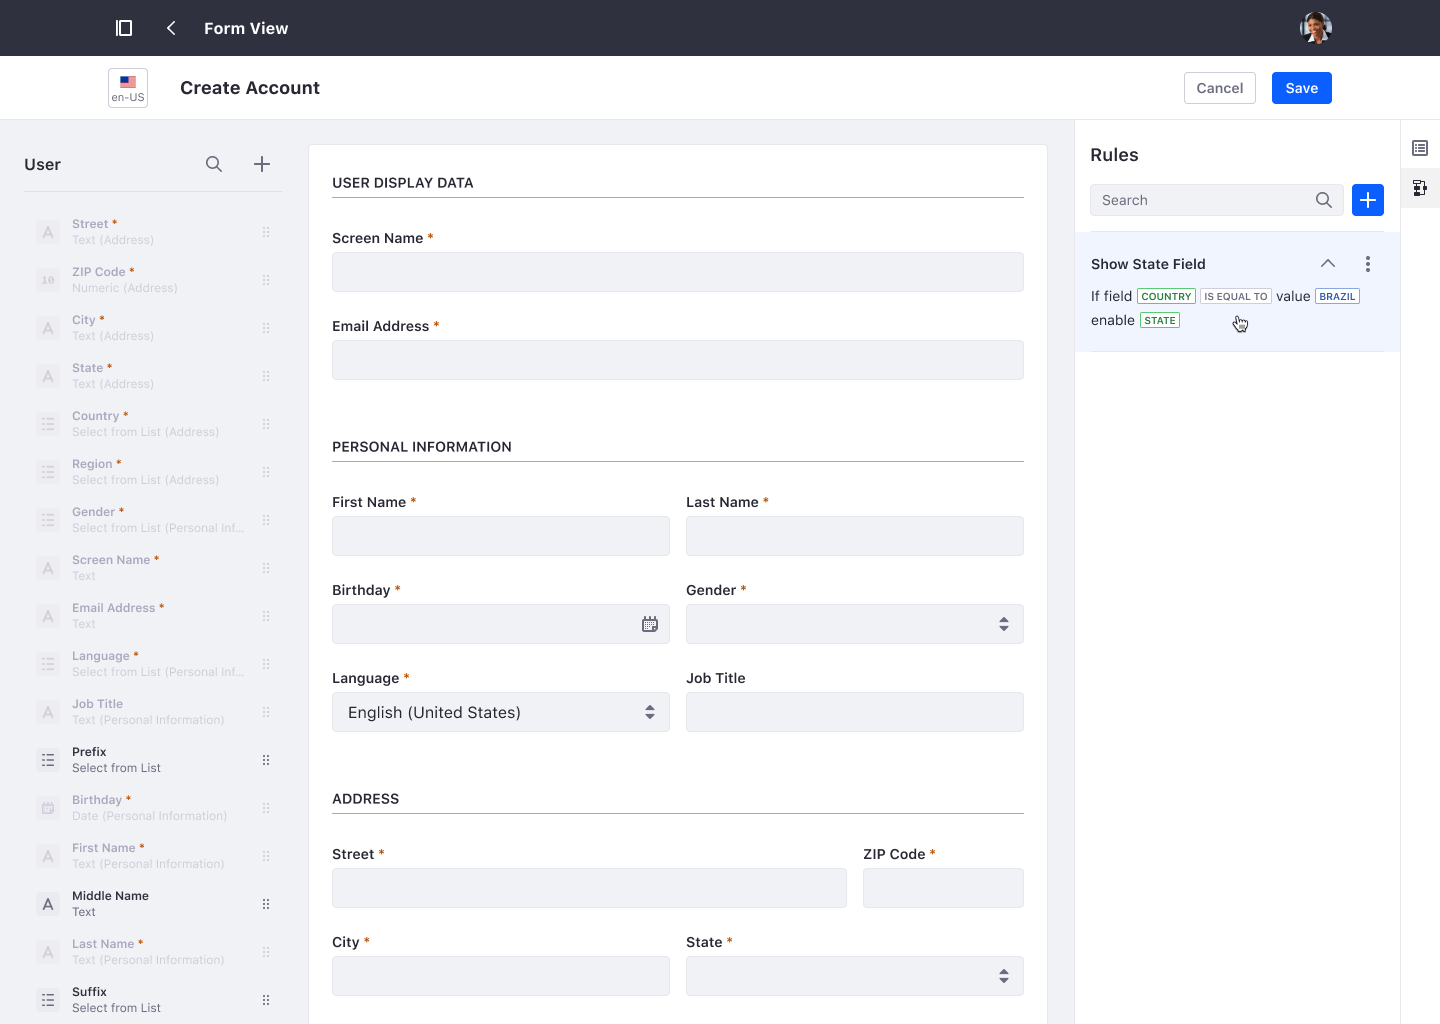 Form View
en-US
Create Account
Cancel
Save
User
Street *
Text (Address)
10
ZIP Code *
Numeric (Address)
City *
Text (Address)
State *
Text (Address)
Country *
Select from List (Address)
Region *
Select from List (Address)
Gender *
Select from List (Personal Inf...
Screen Name *
Text
Email Address *
Text
Language *
Select from List (Personal Inf...
Job Title
Text (Personal Information)
Prefix
Select from List
Birthday *
Date (Personal Information)
First Name *
Text (Personal Information)
Middle Name
Text
Last Name *
Text (Personal Information)
Suffix
Select from List
USER DISPLAY DATA
Screen Name *
Email Address *
PERSONAL INFORMATION
First Name *
Last Name *
Birthday *
Gender *
Language *
Job Title
English (United States)
ADDRESS
Street *
ZIP Code *
City *
State *
Rules
Search
Show State Field
If field COUNTRY IS EQUAL TO value BRAZIL
enable STATE